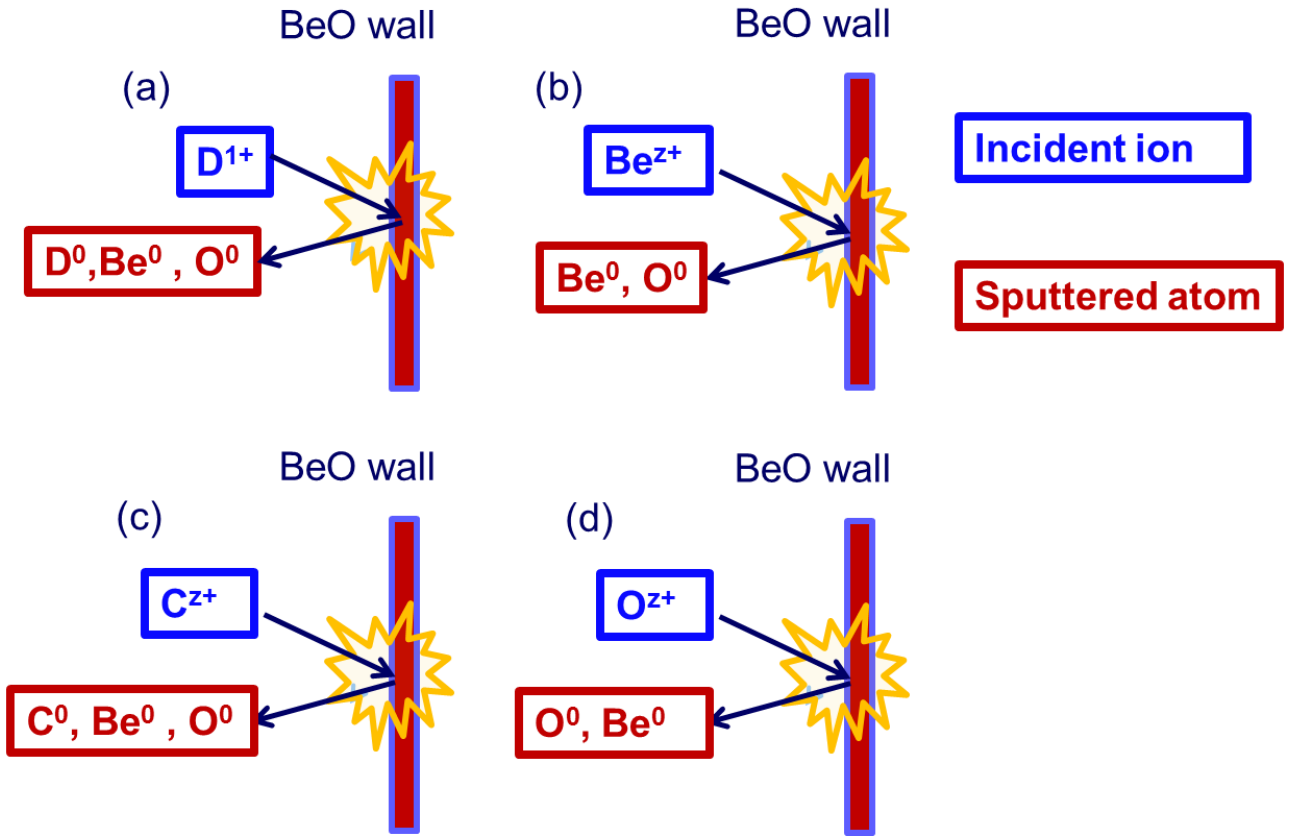 BeO wall
(a)
D¹⁺
D⁰,Be⁰ , O⁰
BeO wall
(b)
Beᶻ⁺
Be⁰, O⁰
Incident ion
Sputtered atom
BeO wall
(c)
Cᶻ⁺
C⁰, Be⁰ , O⁰
BeO wall
(d)
Oᶻ⁺
O⁰, Be⁰